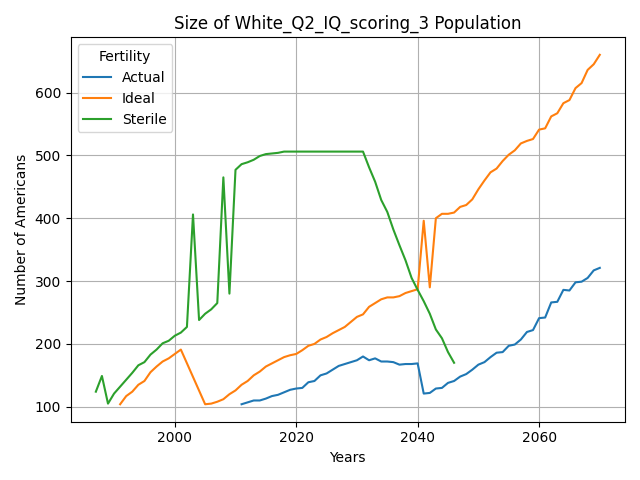 Size of White_Q2_IQ_scoring_3 Population
Fertility
Actual
Ideal
Sterile
Number of Americans
600
500
400
300
200
100
2000
2020
2040
2060
Years